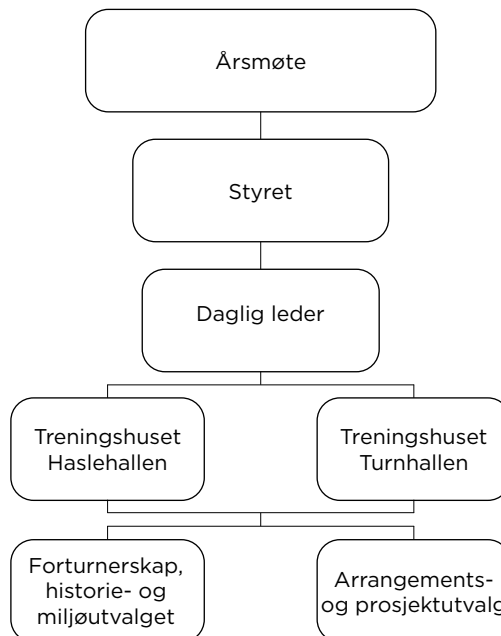 Årsmøte
Styret
Daglig leder
Treningshuset
Haslehallen
Treningshuset
Turnhallen
Forturnerskap,
historie- og
miljøutvalget
Arrangements-
og prosjektutvalg